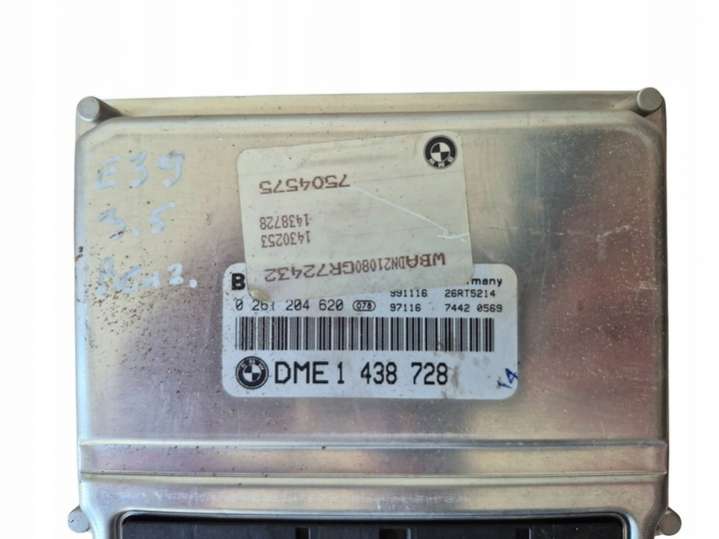 E39
3.5
7504575
1438728
1430253
WBADN21080GR72432
B
rmany
0 261 204 620 078
991116 26RT5214
97116 7442 0569
DME 1 438 728